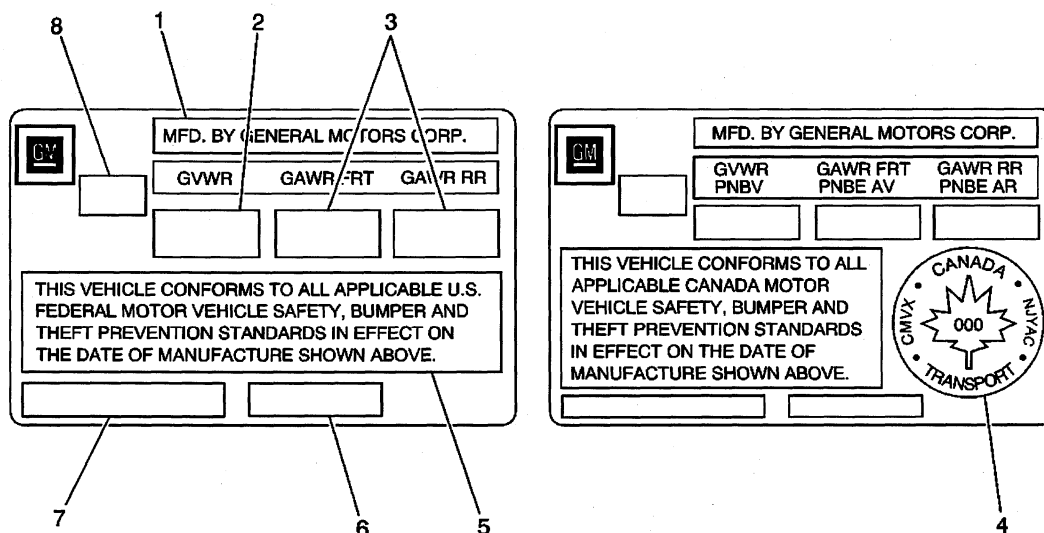 8 1 2 3
GM
MFD. BY GENERAL MOTORS CORP.
GVWR GAWR FRT GAWR RR
THIS VEHICLE CONFORMS TO ALL APPLICABLE U.S.
FEDERAL MOTOR VEHICLE SAFETY, BUMPER AND
THEFT PREVENTION STANDARDS IN EFFECT ON
THE DATE OF MANUFACTURE SHOWN ABOVE.
7 6 5
GM
MFD. BY GENERAL MOTORS CORP.
GVWR GAWR FRT GAWR RR
PNBV PNBE AV PNBE AR
THIS VEHICLE CONFORMS TO ALL
APPLICABLE CANADA MOTOR
VEHICLE SAFETY, BUMPER AND
THEFT PREVENTION STANDARDS
IN EFFECT ON THE DATE OF
MANUFACTURE SHOWN ABOVE.
CANADA
CMVX
000
NJYAC
TRANSPORT
4